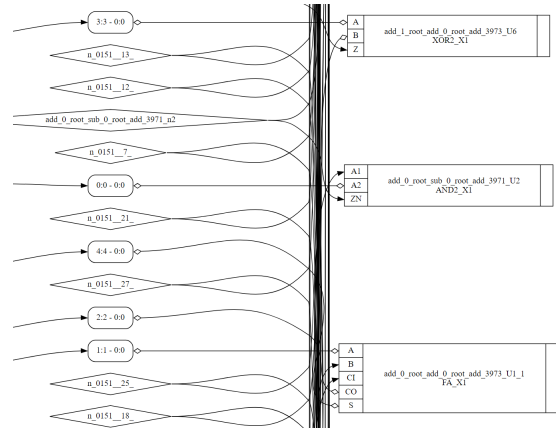 3:3 - 0:0
n_0151__13_
n_0151__12_
add_0_root_sub_0_root_add_3971_n2
n_0151__7_
0:0 - 0:0
n_0151__21_
4:4 - 0:0
n_0151__27_
2:2 - 0:0
1:1 - 0:0
n_0151__25_
n_0151__18_
A
B
Z
add_1_root_add_0_root_add_3973_U6
XOR2_X1
A1
A2
ZN
add_0_root_sub_0_root_add_3971_U2
AND2_X1
A
B
CI
CO
S
add_0_root_add_0_root_add_3973_U1_1
FA_X1